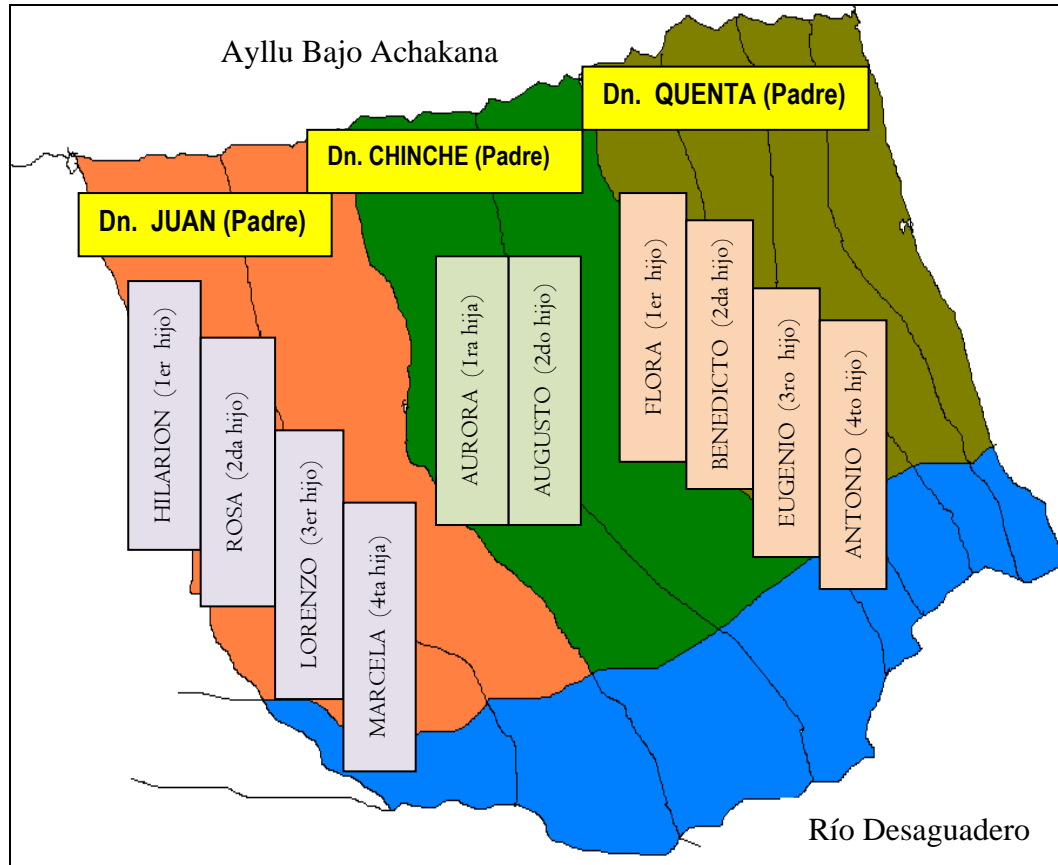 Ayllu Bajo Achakana
Dn. QUENTA (Padre)
Dn. CHINCHE (Padre)
Dn. JUAN (Padre)
HILARION (1er hijo)
ROSA (2da hijo)
LORENZO (3er hijo)
MARCELA (4ta hija)
AURORA (1ra hija)
AUGUSTO (2do hijo)
FLORA (1er hijo)
BENEDICTO (2da hijo)
EUGENIO (3ro hijo)
ANTONIO (4to hijo)
Río Desaguadero